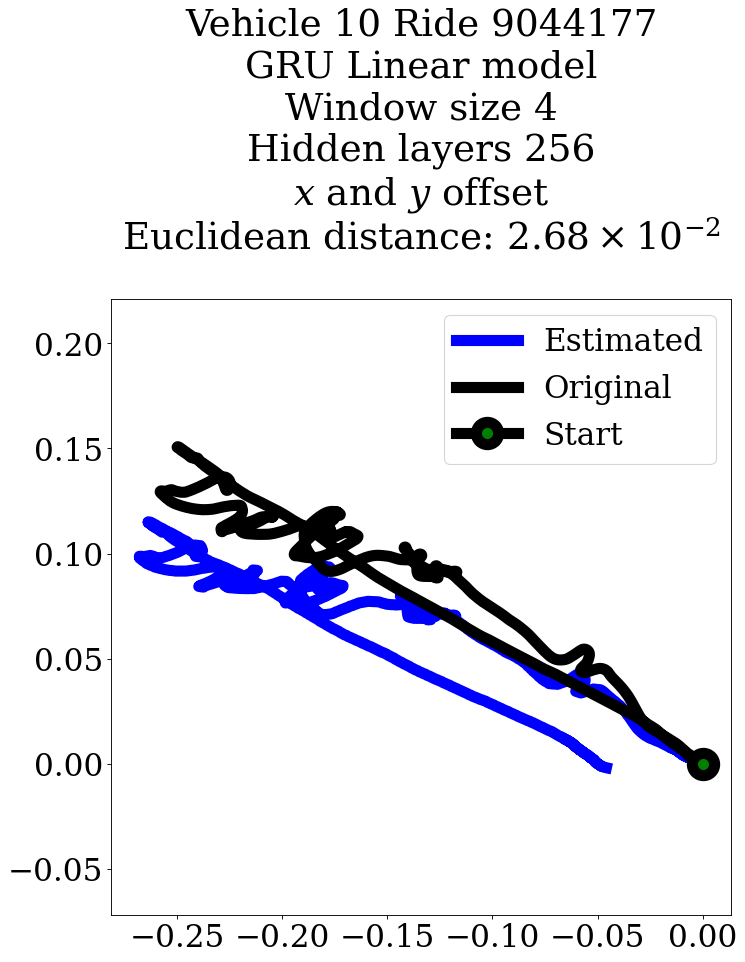 Vehicle 10 Ride 9044177
GRU Linear model
Window size 4
Hidden layers 256
x and y offset
Euclidean distance: 2.68 × 10⁻²
Estimated
Original
Start
0.20
0.15
0.10
0.05
0.00
−0.05
−0.25 −0.20 −0.15 −0.10 −0.05 0.00